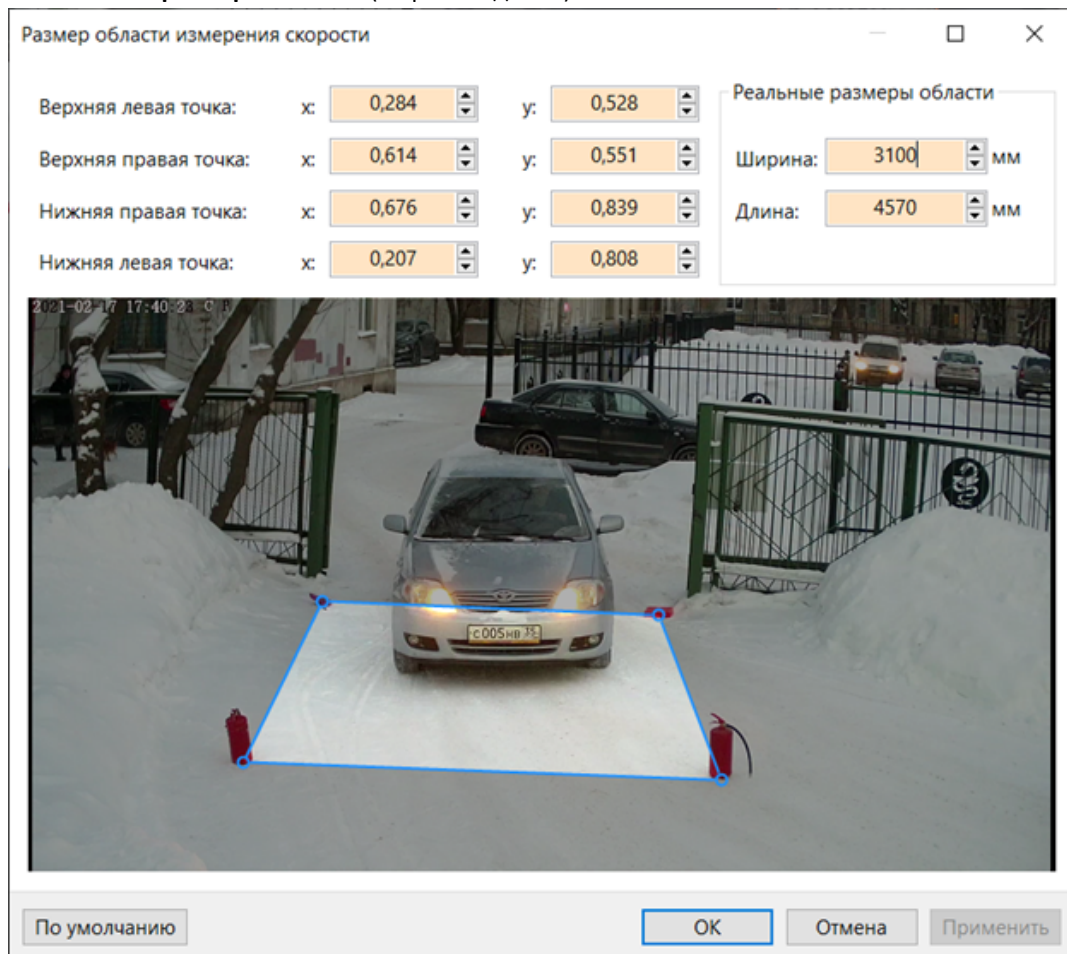 Размер области измерения скорости
Верхняя левая точка: x: 0,284 y: 0,528
Верхняя правая точка: x: 0,614 y: 0,551
Нижняя правая точка: x: 0,676 y: 0,839
Нижняя левая точка: x: 0,207 y: 0,808
Реальные размеры области
Ширина: 3100 мм
Длина: 4570 мм
2021-02-17 17:40:23 C P
С005НВ 35
По умолчанию
ОК
Отмена
Применить